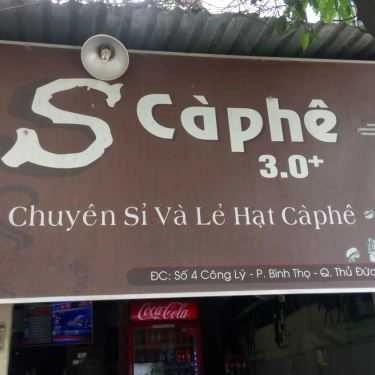 S Càphê
3.0+
Chuyên Sỉ Và Lẻ Hạt Càphê
ĐC: Số 4 Công Lý - P. Bình Thọ - Q. Thủ Đức
Coca-Cola